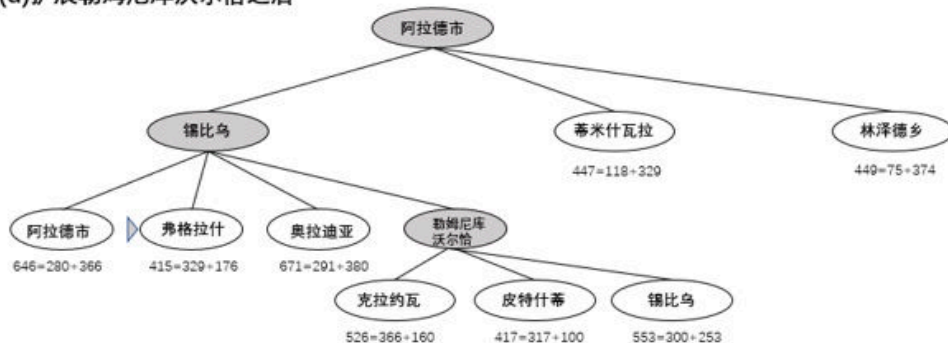 (d)扩展勒姆尼库沃尔恰之后
阿拉德市
锡比乌
蒂米什瓦拉
林泽德乡
447=118+329
449=75+374
阿拉德市
弗格拉什
奥拉迪亚
勒姆尼库
沃尔恰
646=280+366
415=329+176
671=291+380
克拉约瓦
皮特什蒂
锡比乌
526=366+160
417=317+100
553=300+253